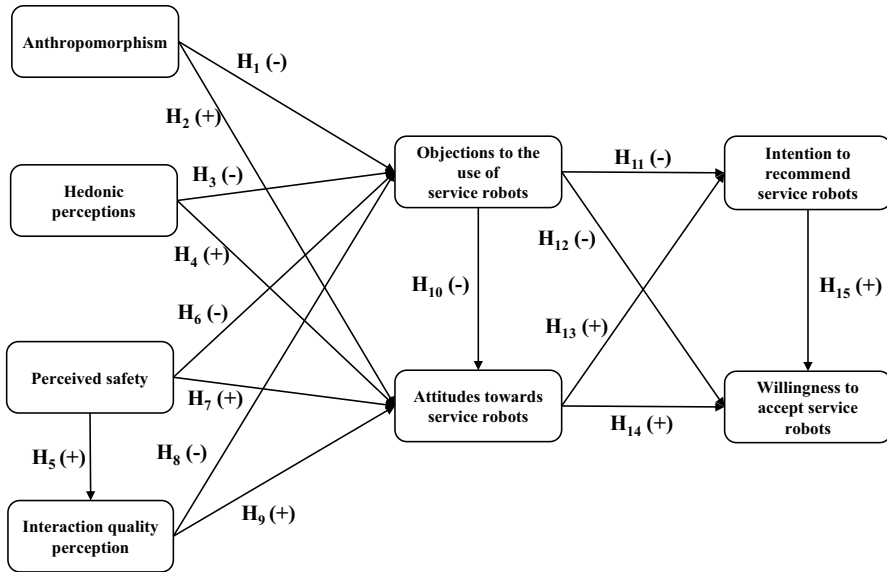 Anthropomorphism
H₁ (-)
H₂ (+)
Hedonic
perceptions
H₃ (-)
H₄ (+)
Objections to the
use of
service robots
H₁₁ (-)
Intention to
recommend
service robots
H₁₂ (-)
H₁₀ (-)
H₁₅ (+)
H₆ (-)
H₁₃ (+)
Perceived safety
H₇ (+)
Attitudes towards
service robots
H₁₄ (+)
Willingness to
accept service
robots
H₅ (+)
H₈ (-)
H₉ (+)
Interaction quality
perception